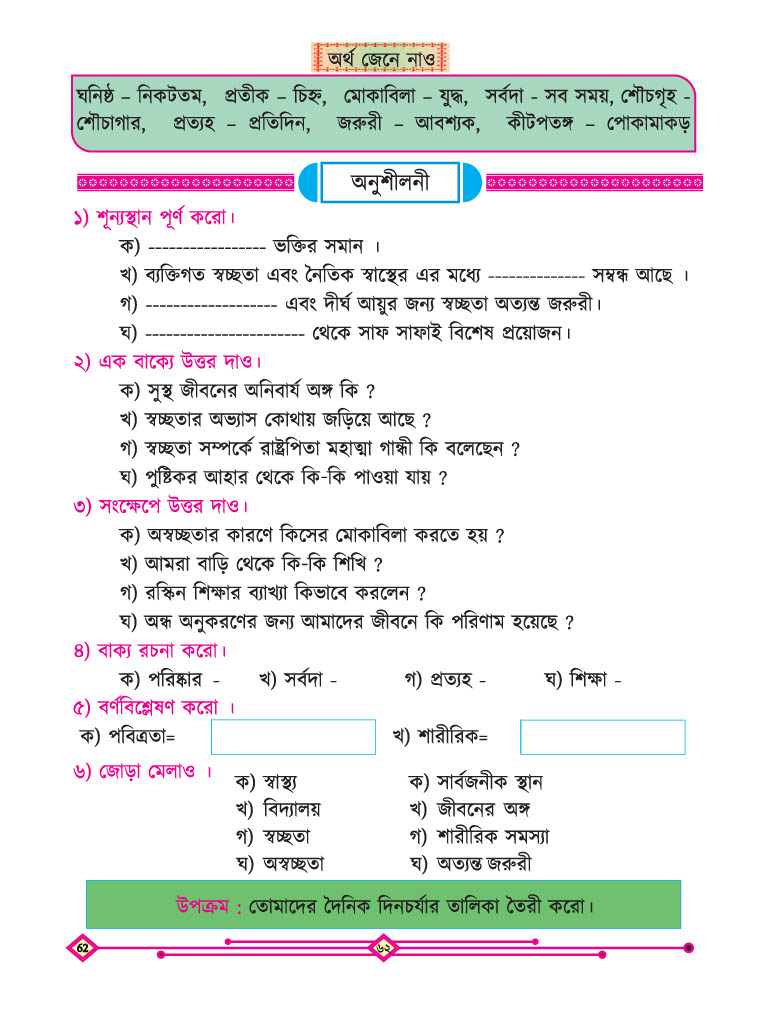 অর্থ জেনে নাও
ঘনিষ্ঠ – নিকটতম, প্রতীক – চিহ্ন, মোকাবিলা – যুদ্ধ, সর্বদা - সব সময়, শৌচগৃহ -
শৌচাগার, প্রত্যহ – প্রতিদিন, জরুরী – আবশ্যক, কীটপতঙ্গ – পোকামাকড়
অনুশীলনী
১) শূন্যস্থান পূর্ণ করো।
ক) ----------------- ভক্তির সমান ।
খ) ব্যক্তিগত স্বচ্ছতা এবং নৈতিক স্বাস্থের এর মধ্যে -------------- সম্বন্ধ আছে ।
গ) ------------------- এবং দীর্ঘ আয়ুর জন্য স্বচ্ছতা অত্যন্ত জরুরী।
ঘ) ----------------------- থেকে সাফ সাফাই বিশেষ প্রয়োজন।
২) এক বাক্যে উত্তর দাও।
ক) সুস্থ জীবনের অনিবার্য অঙ্গ কি ?
খ) স্বচ্ছতার অভ্যাস কোথায় জড়িয়ে আছে ?
গ) স্বচ্ছতা সম্পর্কে রাষ্ট্রপিতা মহাত্মা গান্ধী কি বলেছেন ?
ঘ) পুষ্টিকর আহার থেকে কি-কি পাওয়া যায় ?
৩) সংক্ষেপে উত্তর দাও।
ক) অস্বচ্ছতার কারণে কিসের মোকাবিলা করতে হয় ?
খ) আমরা বাড়ি থেকে কি-কি শিখি ?
গ) রস্কিন শিক্ষার ব্যাখ্যা কিভাবে করলেন ?
ঘ) অন্ধ অনুকরণের জন্য আমাদের জীবনে কি পরিণাম হয়েছে ?
৪) বাক্য রচনা করো।
ক) পরিষ্কার - খ) সর্বদা - গ) প্রত্যহ - ঘ) শিক্ষা -
৫) বর্ণবিশ্লেষণ করো ।
ক) পবিত্রতা= খ) শারীরিক=
৬) জোড়া মেলাও ।
ক) স্বাস্থ্য ক) সার্বজনীক স্থান
খ) বিদ্যালয় খ) জীবনের অঙ্গ
গ) স্বচ্ছতা গ) শারীরিক সমস্যা
ঘ) অস্বচ্ছতা ঘ) অত্যন্ত জরুরী
উপক্রম : তোমাদের দৈনিক দিনচর্যার তালিকা তৈরী করো।
62 ৬২